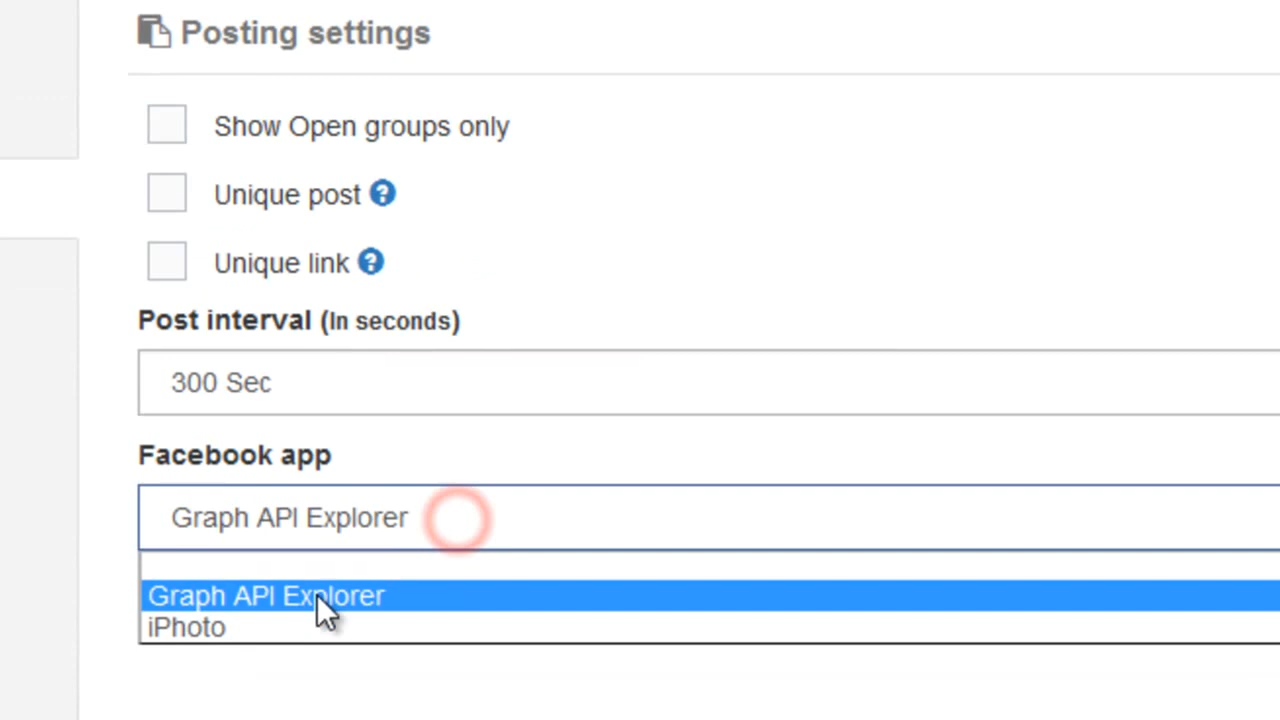 Posting settings
Show Open groups only
Unique post
Unique link
Post interval (In seconds)
300 Sec
Facebook app
Graph API Explorer
Graph API Explorer
iPhoto